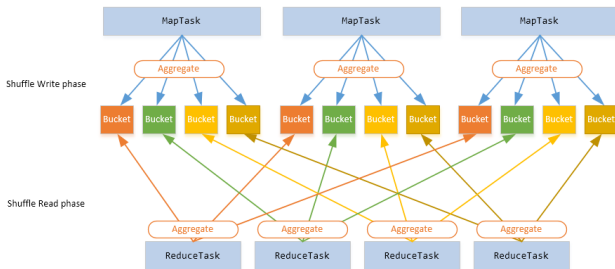 MapTask MapTask MapTask
Aggregate Aggregate Aggregate
Shuffle Write phase
Bucket Bucket Bucket Bucket Bucket Bucket Bucket Bucket Bucket Bucket Bucket Bucket
Shuffle Read phase
Aggregate Aggregate Aggregate Aggregate
ReduceTask ReduceTask ReduceTask ReduceTask